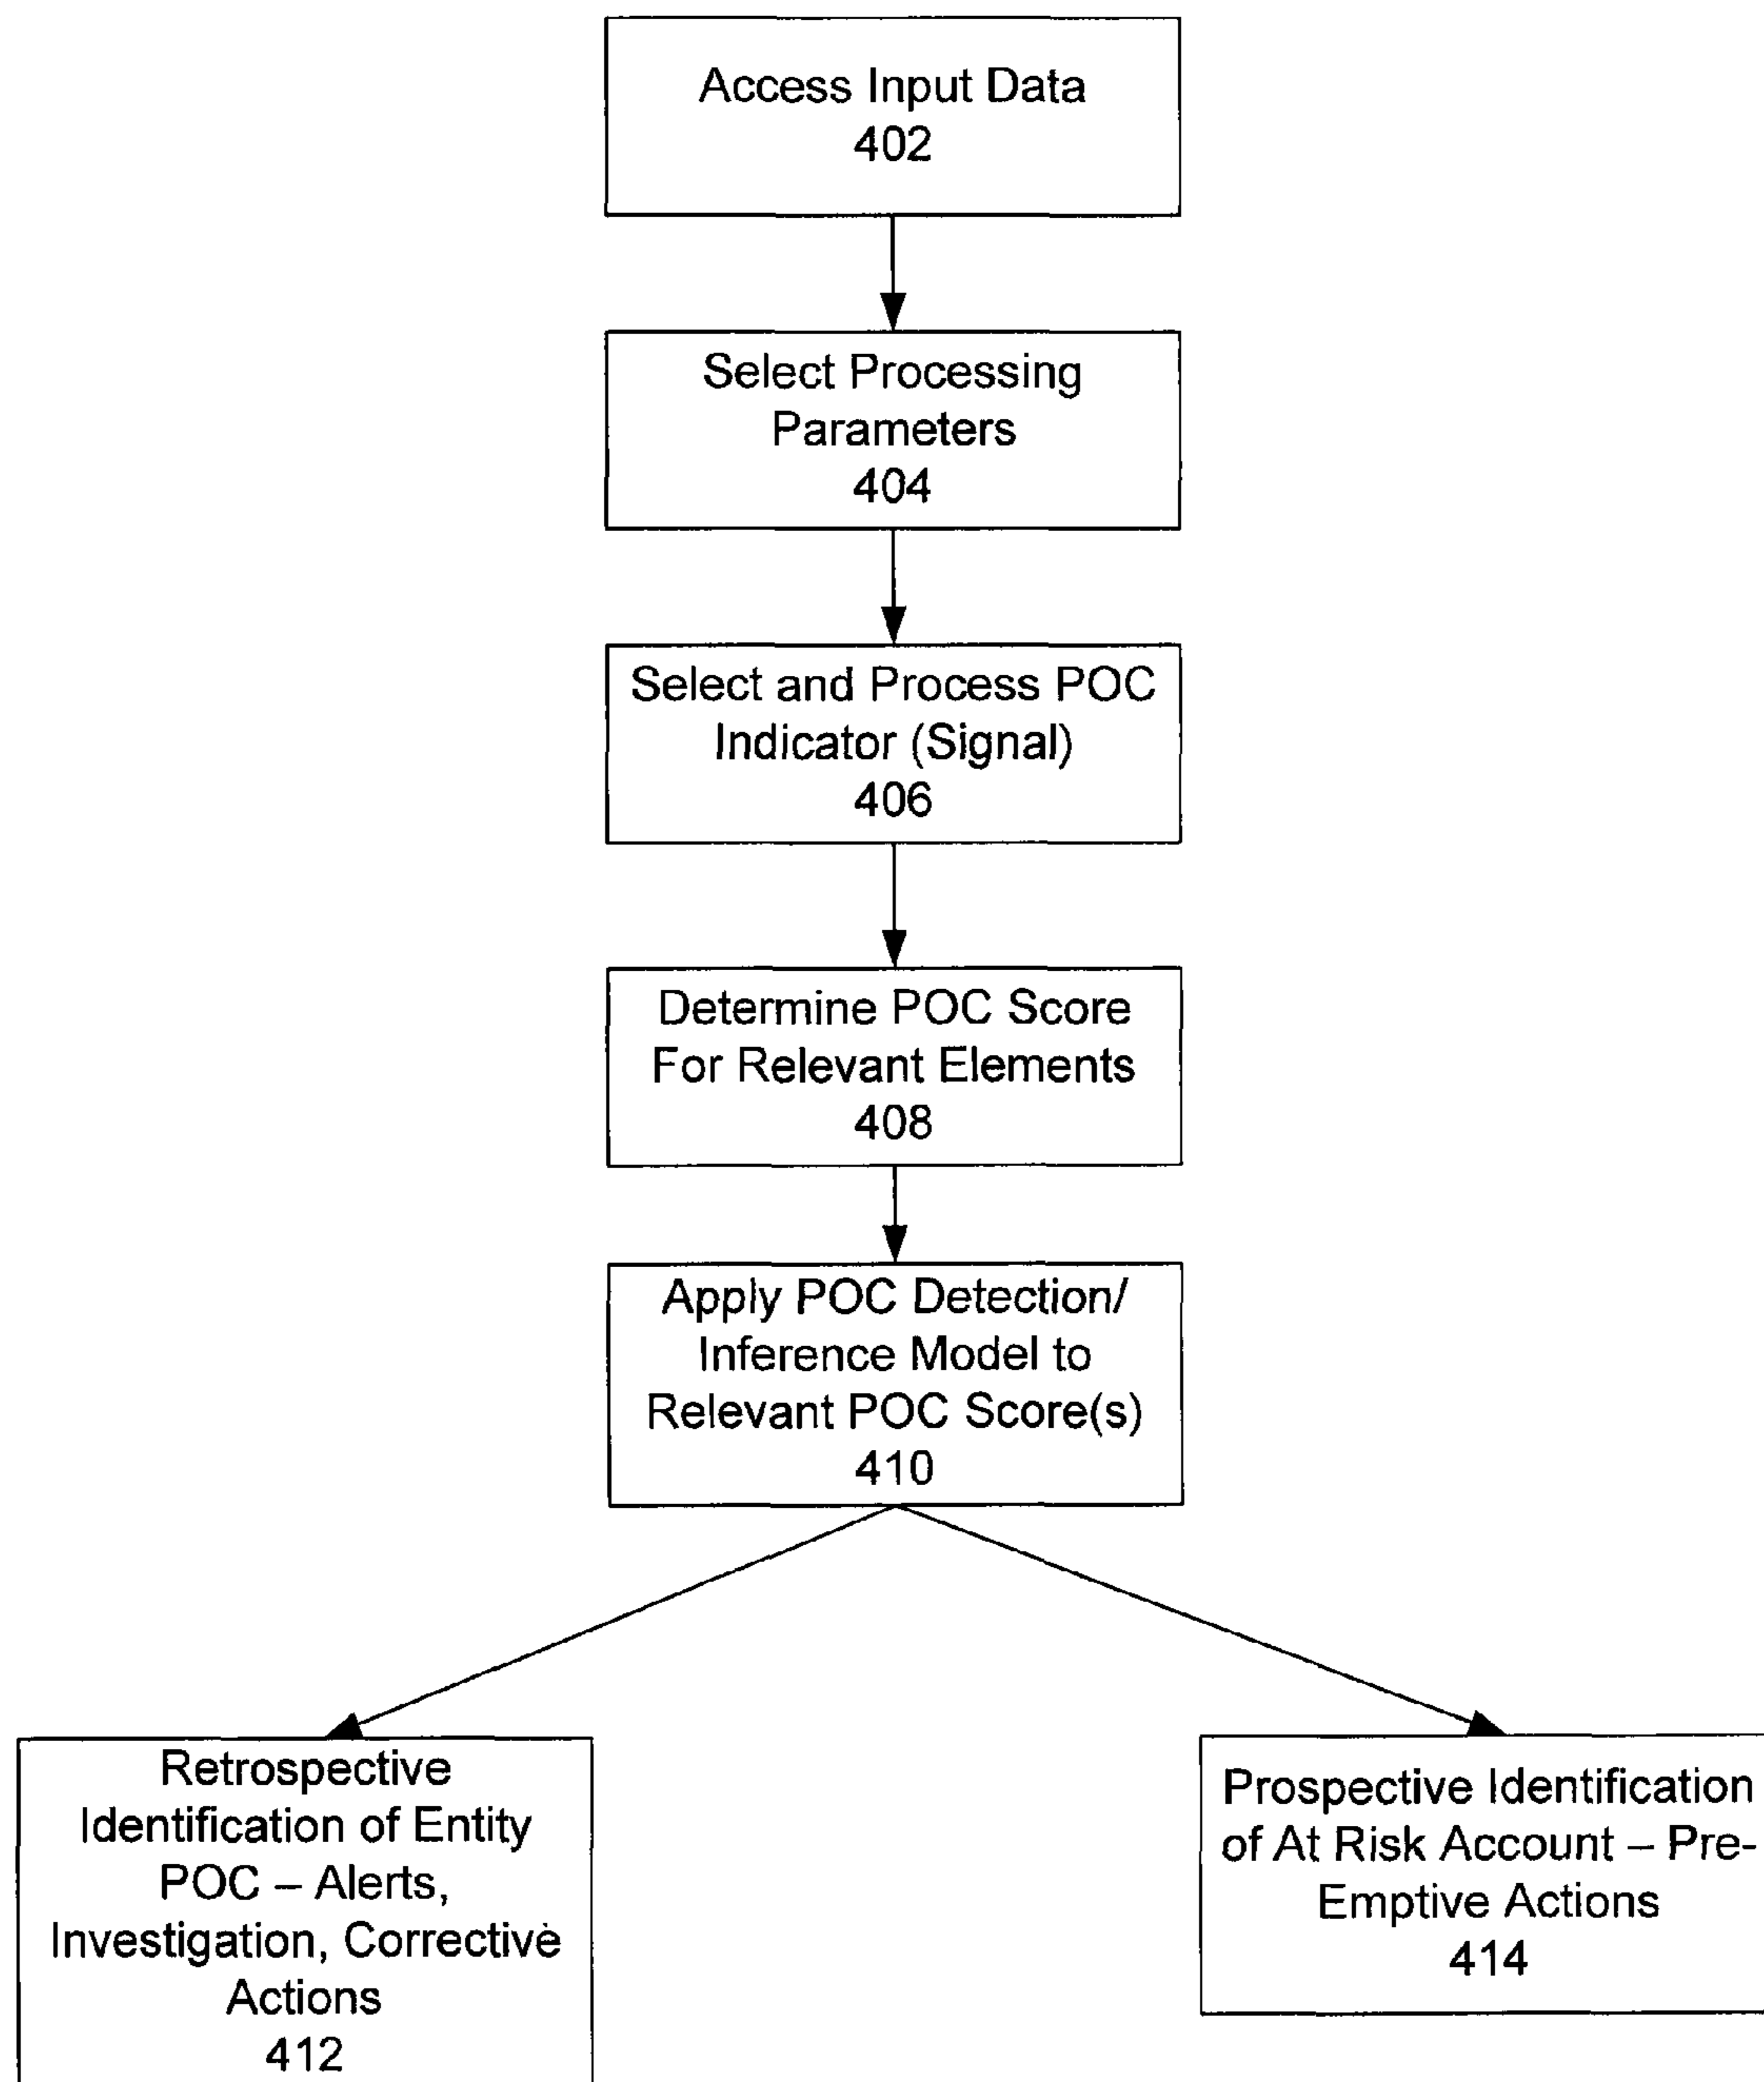 Access Input Data
402
Select Processing
Parameters
404
Select and Process POC
Indicator (Signal)
406
Determine POC Score
For Relevant Elements
408
Apply POC Detection/
Inference Model to
Relevant POC Score(s)
410
Retrospective
Identification of Entity
POC – Alerts,
Investigation, Corrective
Actions
412
Prospective Identification
of At Risk Account – Pre-
Emptive Actions
414